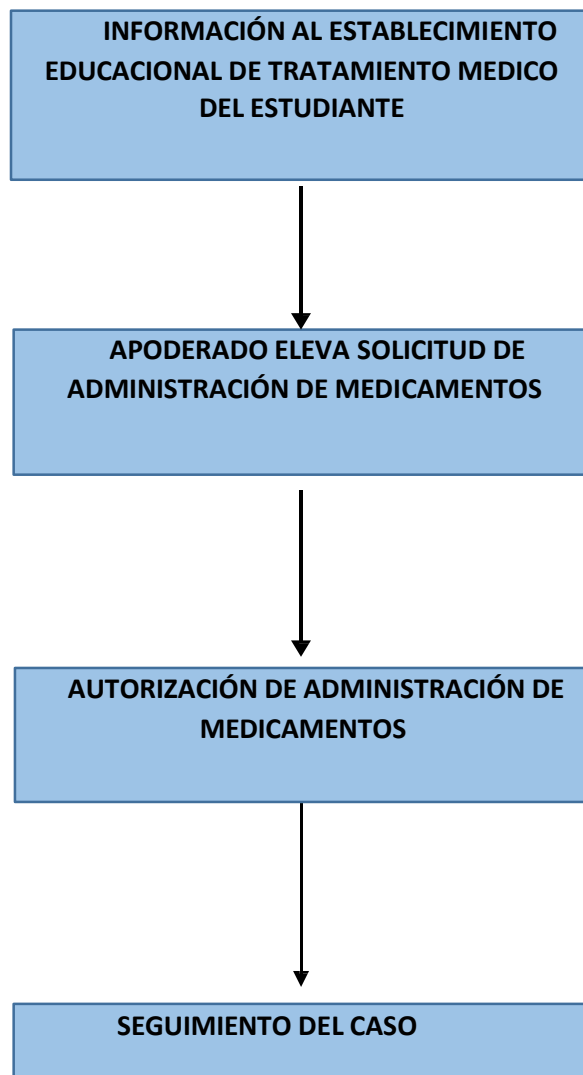 INFORMACIÓN AL ESTABLECIMIENTO
EDUCACIONAL DE TRATAMIENTO MEDICO
DEL ESTUDIANTE
APODERADO ELEVA SOLICITUD DE
ADMINISTRACIÓN DE MEDICAMENTOS
AUTORIZACIÓN DE ADMINISTRACIÓN DE
MEDICAMENTOS
SEGUIMIENTO DEL CASO